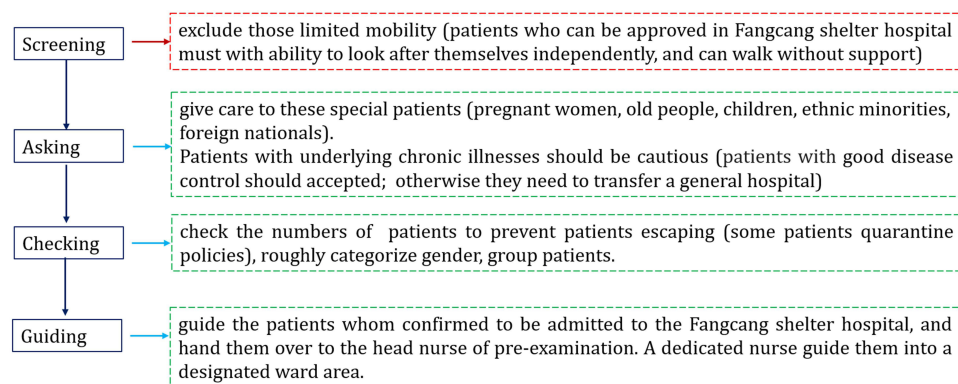 Screening
exclude those limited mobility (patients who can be approved in Fangcang shelter hospital
must with ability to look after themselves independently, and can walk without support)
Asking
give care to these special patients (pregnant women, old people, children, ethnic minorities,
foreign nationals).
Patients with underlying chronic illnesses should be cautious (patients with good disease
control should accepted; otherwise they need to transfer a general hospital)
Checking
check the numbers of patients to prevent patients escaping (some patients quarantine
policies), roughly categorize gender, group patients.
Guiding
guide the patients whom confirmed to be admitted to the Fangcang shelter hospital, and
hand them over to the head nurse of pre-examination. A dedicated nurse guide them into a
designated ward area.